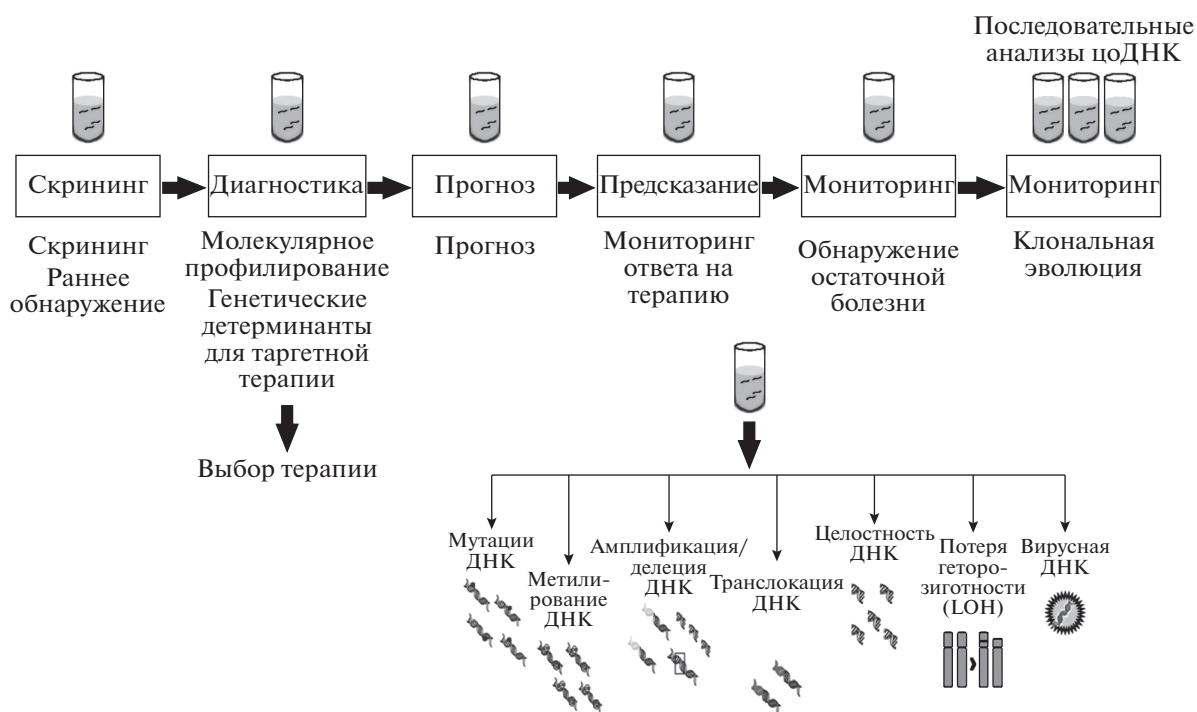 Последовательные
анализы цоДНК
Скрининг
Диагностика
Прогноз
Предсказание
Мониторинг
Мониторинг
Скрининг
Раннее
обнаружение
Молекулярное
профилирование
Генетические
детерминанты
для таргетной
терапии
Прогноз
Мониторинг
ответа на
терапию
Обнаружение
остаточной
болезни
Клональная
эволюция
Выбор терапии
Мутации
ДНК
Метили-
рование
ДНК
Амплификация/
делеция
ДНК
Транслокация
ДНК
Целостность
ДНК
Потеря
геторо-
зиготности
(LOH)
Вирусная
ДНК